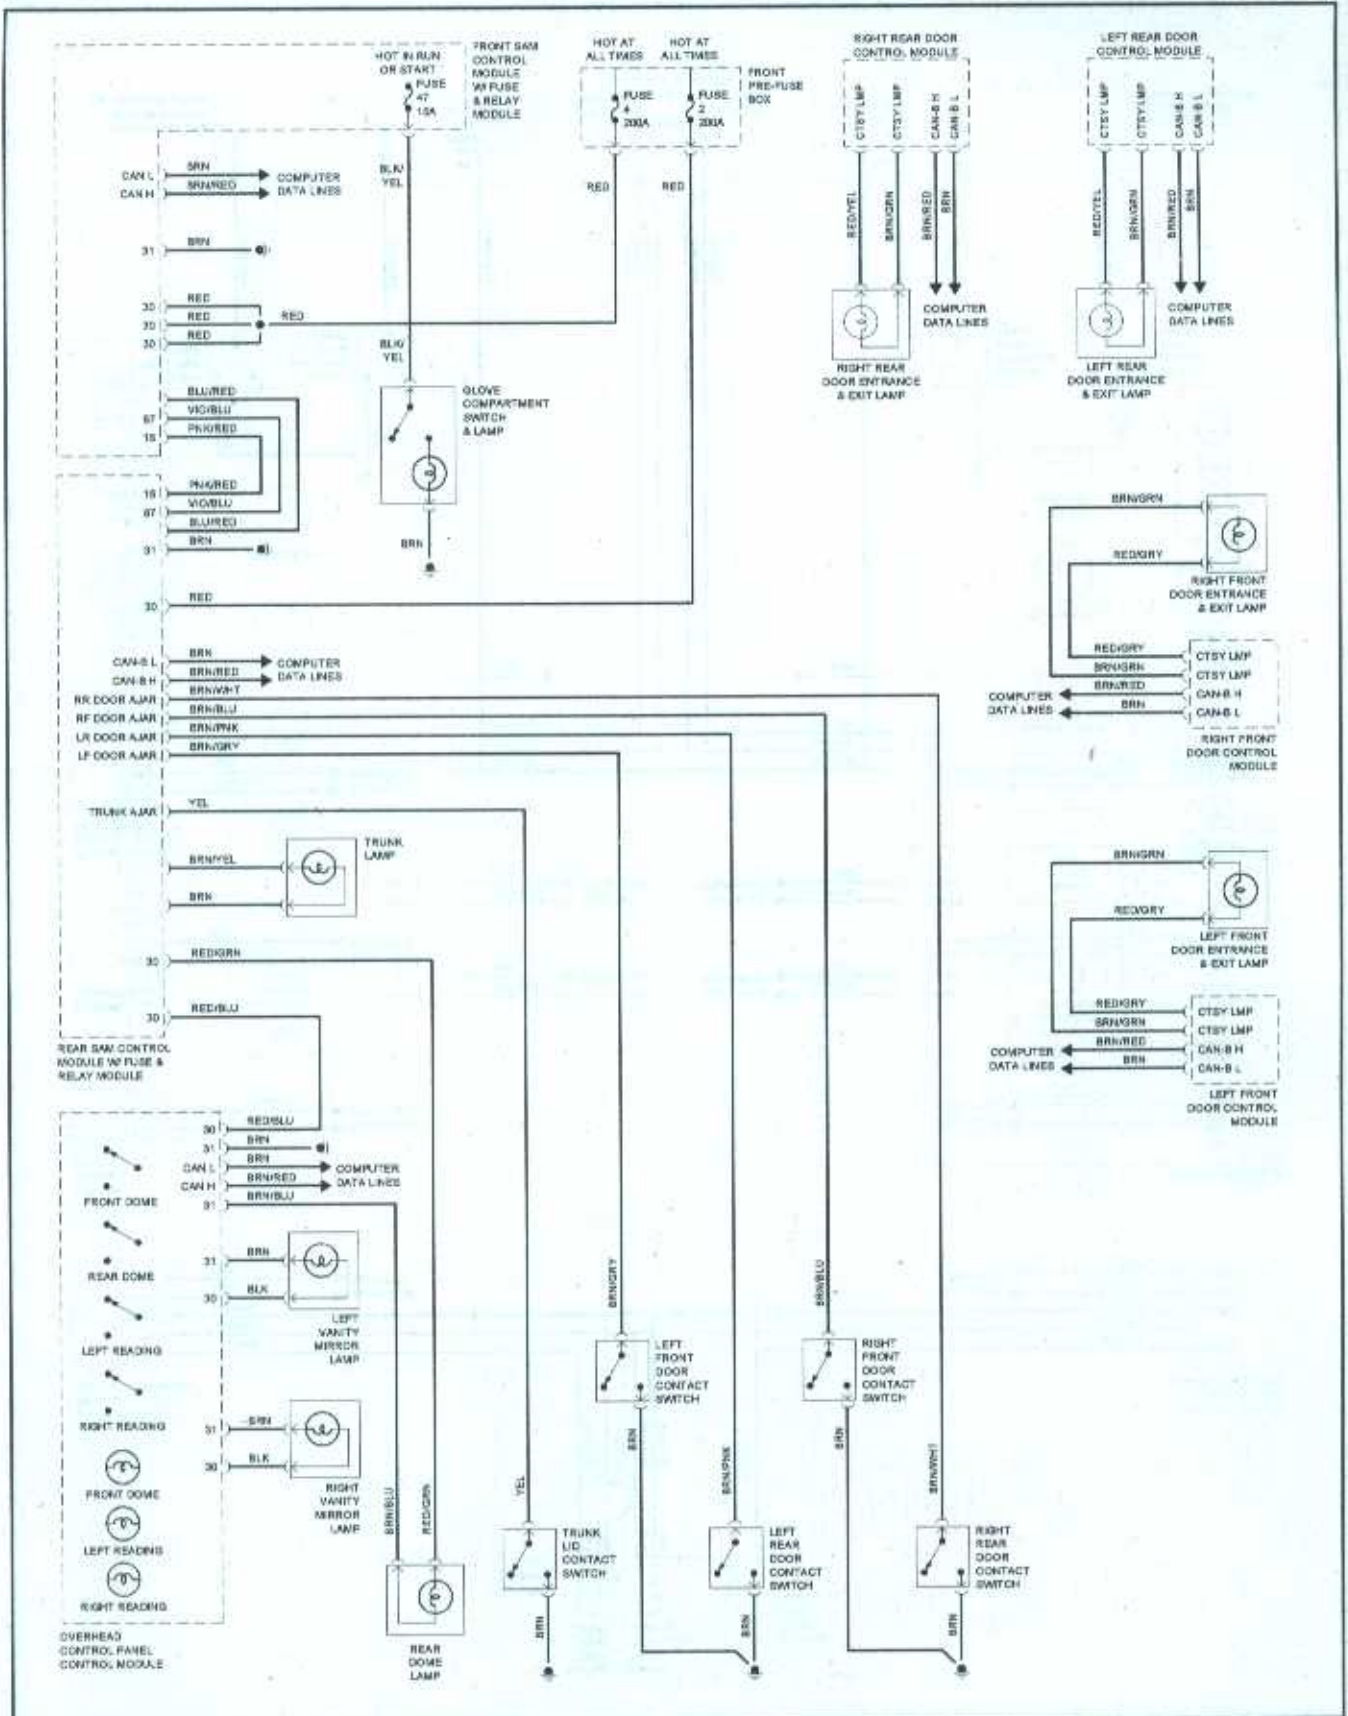 HOT IN RUN
OR START
FUSE
47
15A
FRONT SAM
CONTROL
MODULE
W/ FUSE
& RELAY
MODULE
HOT AT
ALL TIMES
HOT AT
ALL TIMES
FUSE
4
200A
FUSE
2
200A
FRONT
PRE-FUSE
BOX
RIGHT REAR DOOR
CONTROL MODULE
CTSY LMP
CTSY LMP
CAN-B H
CAN-B L
RED/YEL
BRN/GRN
BRN/RED
BRN
COMPUTER
DATA LINES
RIGHT REAR
DOOR ENTRANCE
& EXIT LAMP
LEFT REAR DOOR
CONTROL MODULE
CTSY LMP
CTSY LMP
CAN-B H
CAN-B L
RED/YEL
BRN/GRN
BRN/RED
BRN
COMPUTER
DATA LINES
LEFT REAR
DOOR ENTRANCE
& EXIT LAMP
CAN L
BRN
CAN H
BRN/RED
COMPUTER
DATA LINES
31
BRN
30
RED
30
RED
RED
30
RED
BLU/RED
67
VIO/BLU
15
PNK/RED
BLK/
YEL
RED
RED
BLK/
YEL
GLOVE
COMPARTMENT
SWITCH
& LAMP
BRN
PNK/RED
67
VIO/BLU
BLU/RED
31
BRN
30
RED
CAN-B L
BRN
CAN-B H
BRN/RED
COMPUTER
DATA LINES
RR DOOR AJAR
BRN/WHT
RF DOOR AJAR
BRN/BLU
LR DOOR AJAR
BRN/PNK
LF DOOR AJAR
BRN/GRY
TRUNK AJAR
YEL
BRN/YEL
BRN
TRUNK
LAMP
30
RED/GRN
30
RED/BLU
REAR SAM CONTROL
MODULE W/ FUSE &
RELAY MODULE
BRN/GRN
RED/GRY
RIGHT FRONT
DOOR ENTRANCE
& EXIT LAMP
RED/GRY
CTSY LMP
BRN/GRN
CTSY LMP
BRN/RED
CAN-B H
BRN
CAN-B L
COMPUTER
DATA LINES
RIGHT FRONT
DOOR CONTROL
MODULE
BRN/GRN
RED/GRY
LEFT FRONT
DOOR ENTRANCE
& EXIT LAMP
RED/GRY
CTSY LMP
BRN/GRN
CTSY LMP
BRN/RED
CAN-B H
BRN
CAN-B L
COMPUTER
DATA LINES
LEFT FRONT
DOOR CONTROL
MODULE
30
RED/BLU
31
BRN
CAN L
BRN
CAN H
BRN/RED
COMPUTER
DATA LINES
31
BRN/BLU
FRONT DOME
REAR DOME
LEFT READING
RIGHT READING
FRONT DOME
LEFT READING
RIGHT READING
31
BRN
30
BLK
LEFT
VANITY
MIRROR
LAMP
31
BRN
30
BLK
RIGHT
VANITY
MIRROR
LAMP
OVERHEAD
CONTROL PANEL
CONTROL MODULE
BRN/BLU
RED/GRN
REAR
DOME
LAMP
YEL
TRUNK
LID
CONTACT
SWITCH
BRN
BRN/GRY
LEFT
FRONT
DOOR
CONTACT
SWITCH
BRN
BRN/PNK
LEFT
REAR
DOOR
CONTACT
SWITCH
BRN
BRN/BLU
RIGHT
FRONT
DOOR
CONTACT
SWITCH
BRN
BRN/WHT
RIGHT
REAR
DOOR
CONTACT
SWITCH
BRN